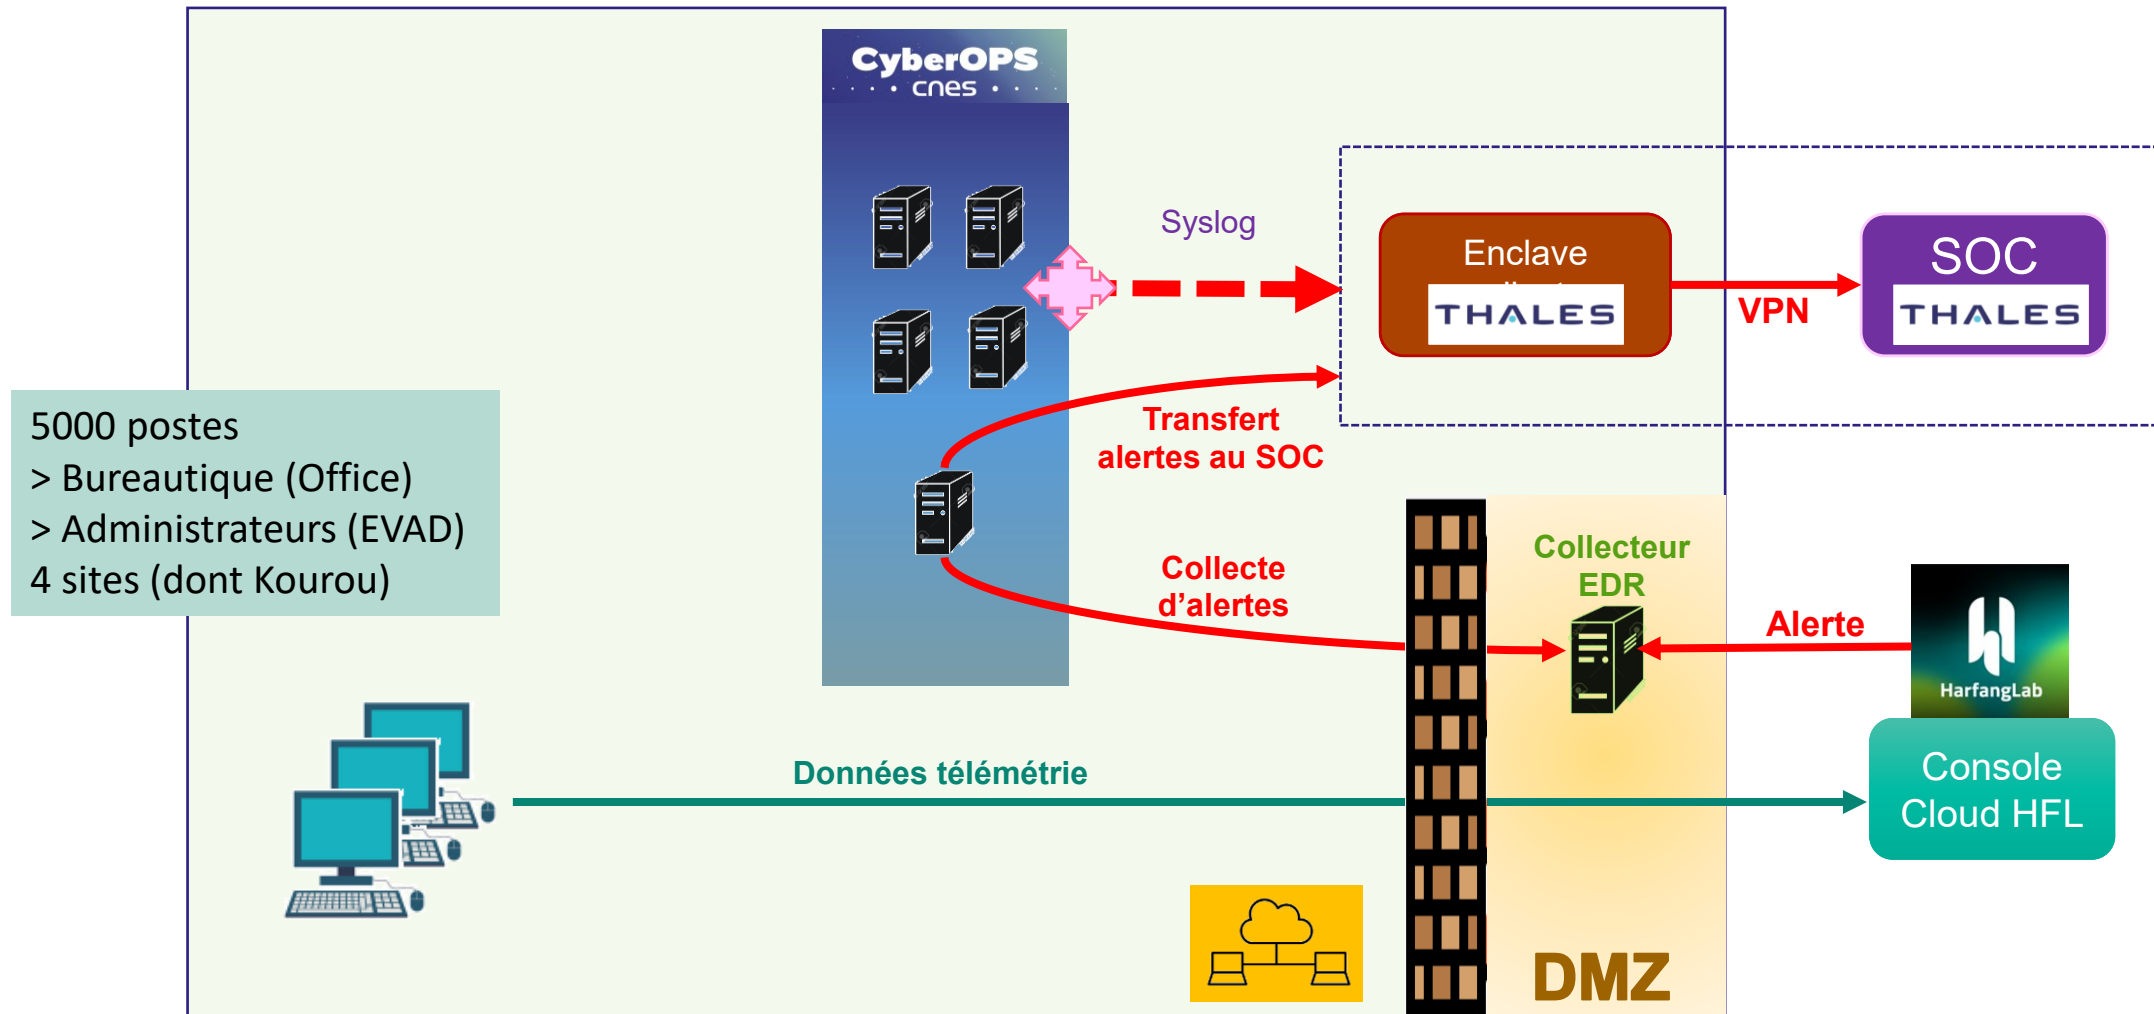 CyberOPS
cnes
Syslog
Enclave
THALES
VPN
SOC
THALES
5000 postes
> Bureautique (Office)
> Administrateurs (EVAD)
4 sites (dont Kourou)
Transfert
alertes au SOC
Collecte
d’alertes
Collecteur
EDR
Alerte
HarfangLab
Données télémétrie
Console
Cloud HFL
DMZ